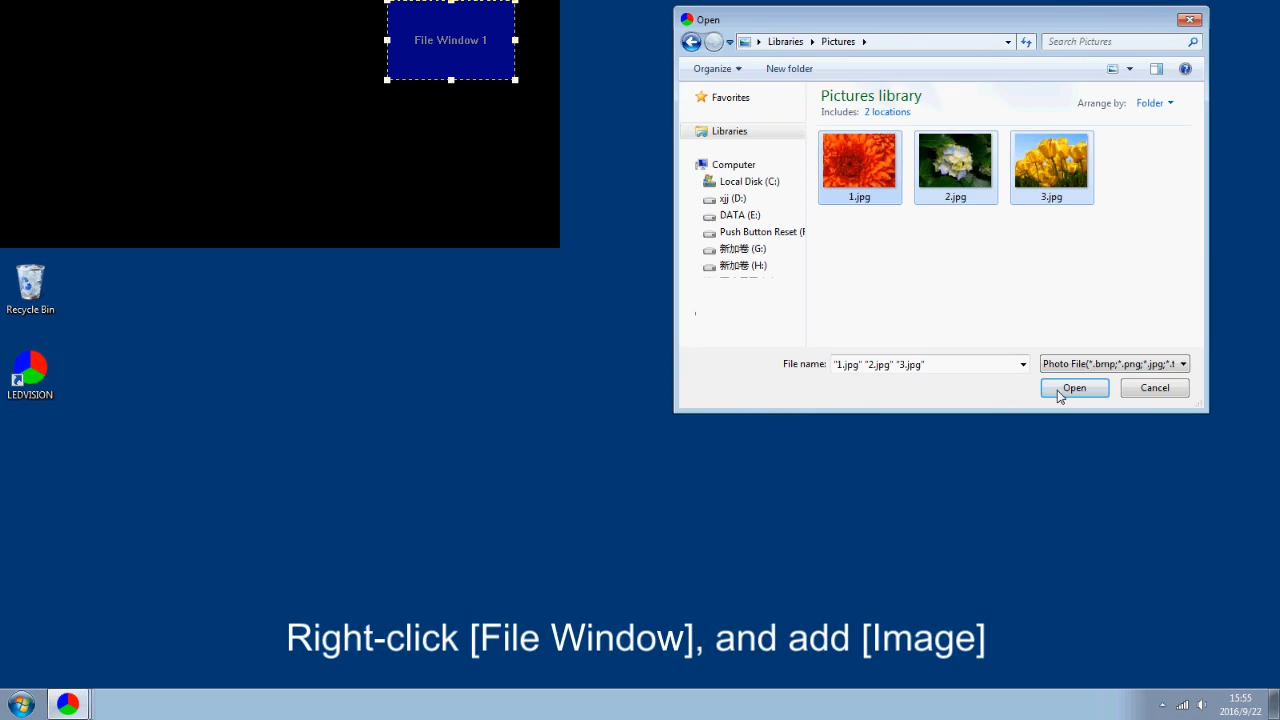 File Window 1
Open
Libraries
Pictures
Search Pictures
Organize
New folder
Favorites
Libraries
Computer
Local Disk (C:)
xjj (D:)
DATA (E:)
Push Button Reset (F
新加卷 (G:)
新加卷 (H:)
Pictures library
Includes: 2 locations
Arrange by: Folder
1.jpg
2.jpg
3.jpg
File name: "1.jpg" "2.jpg" "3.jpg"
Photo File(*.bmp;*.png;*.jpg;*.t
Open
Cancel
Recycle Bin
LEDVISION
Right-click [File Window], and add [Image]
15:55
2016/9/22